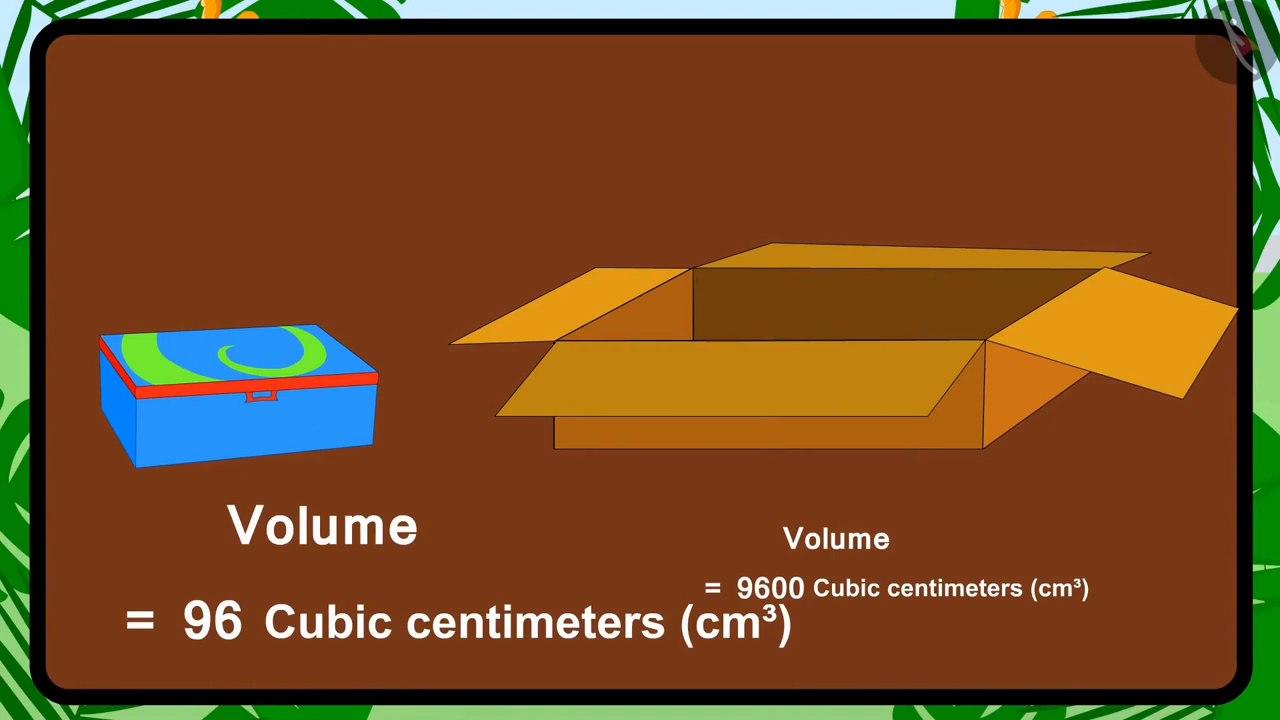 Volume
= 96 Cubic centimeters (cm³)
Volume
= 9600 Cubic centimeters (cm³)